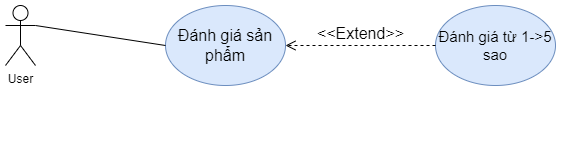 User
Đánh giá sản
phẩm
<<Extend>>
Đánh giá từ 1->5
sao